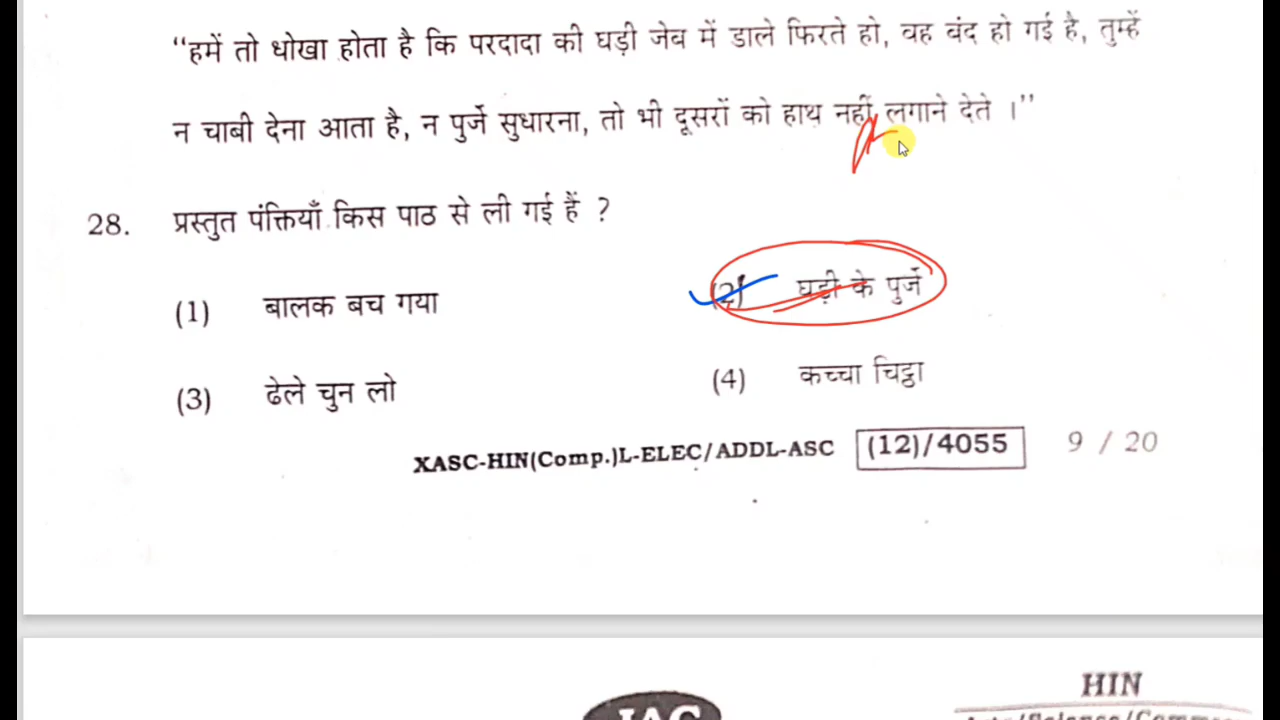 “हमें तो धोखा होता है कि परदादा की घड़ी जेब में डाले फिरते हो, वह बंद हो गई है, तुम्हें
न चाबी देना आता है, न पुर्जे सुधारना, तो भी दूसरों को हाथ नहीं लगाने देते ।”
28. प्रस्तुत पंक्तियाँ किस पाठ से ली गई हैं ?
(1) बालक बच गया (2) घड़ी के पुर्जे
(3) ढेले चुन लो (4) कच्चा चिट्ठा
XASC-HIN(Comp.)L-ELEC/ADDL-ASC (12)/4055 9 / 20
HIN
JAC